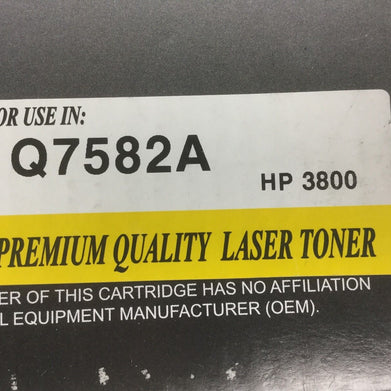 OR USE IN:
Q7582A
HP 3800
PREMIUM QUALITY LASER TONER
ER OF THIS CARTRIDGE HAS NO AFFILIATION
L EQUIPMENT MANUFACTURER (OEM).